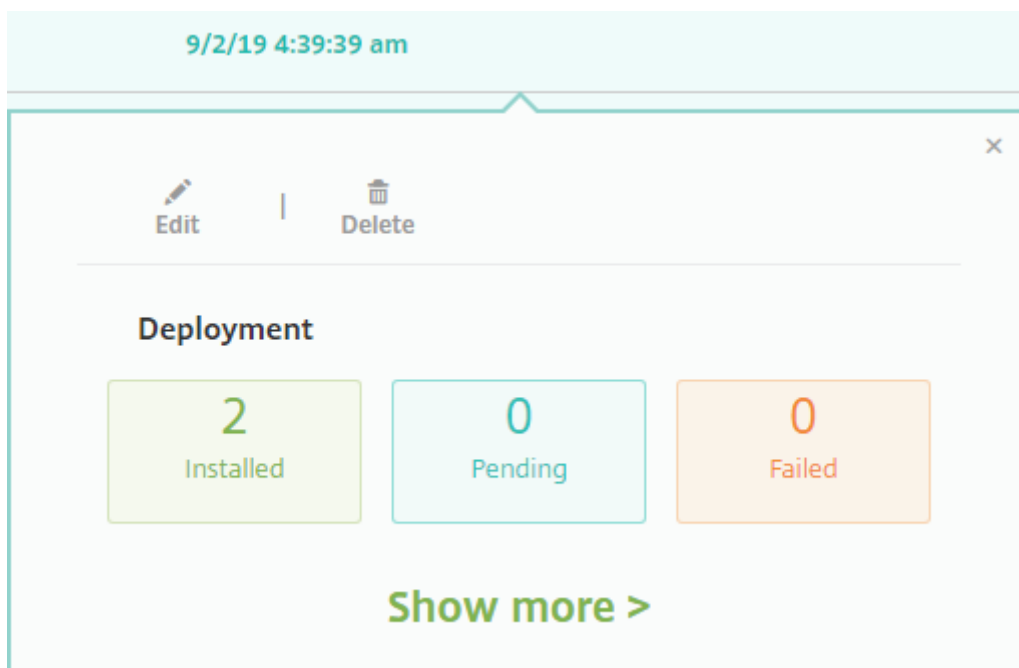 9/2/19 4:39:39 am
×
Edit | Delete
Deployment
2 0 0
Installed Pending Failed
Show more >